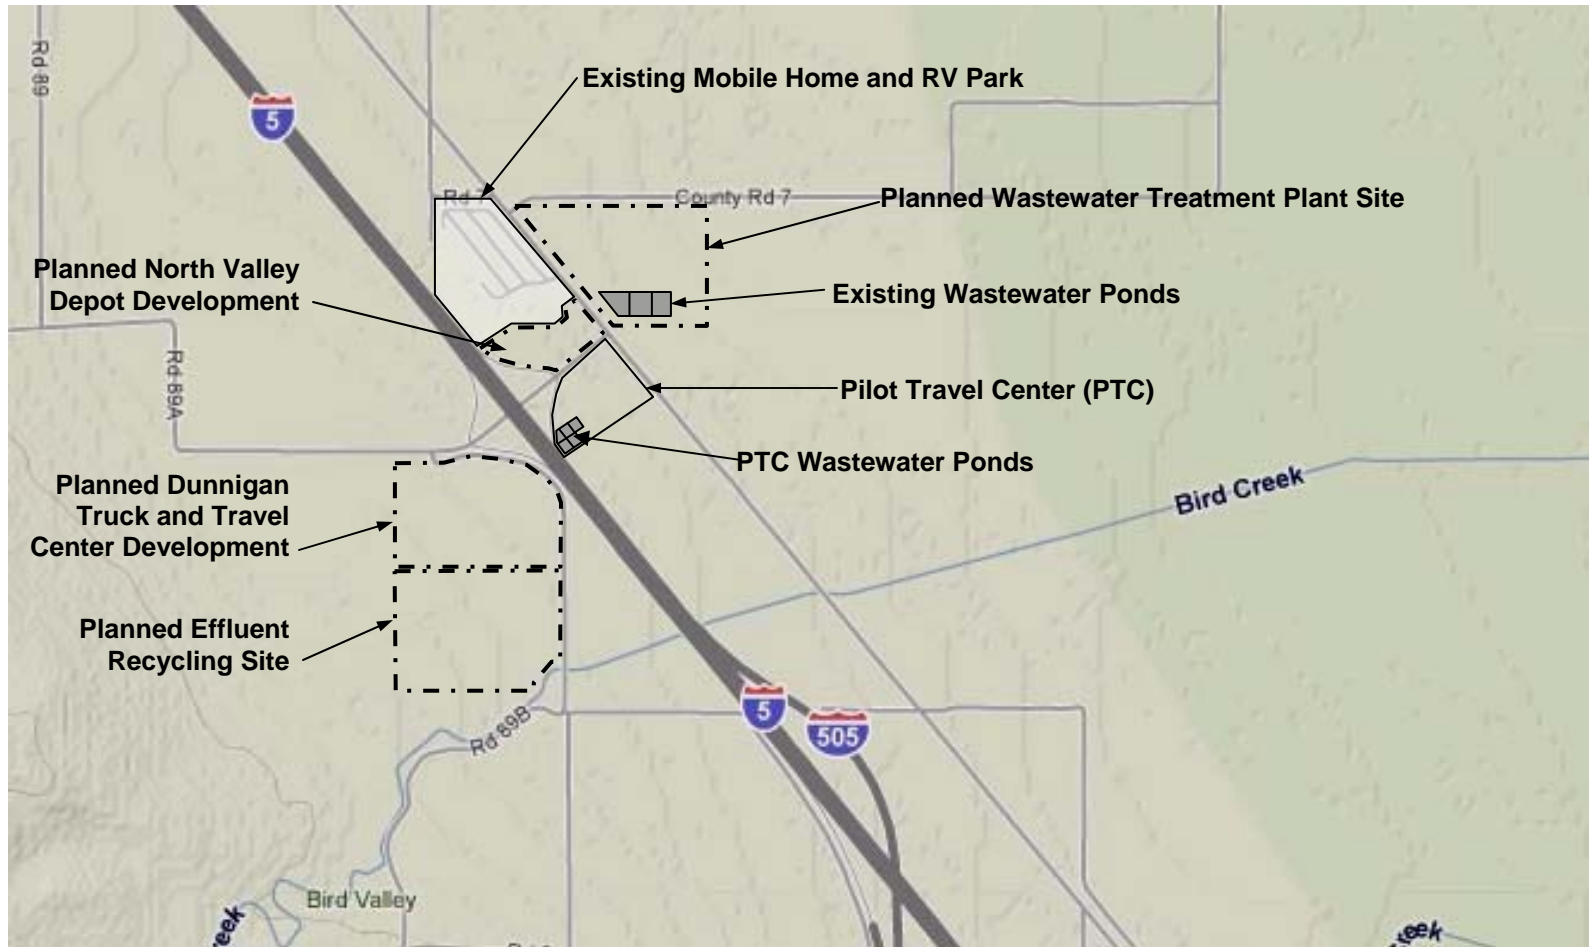 Rd 89
Existing Mobile Home and RV Park
5
Rd 7
County Rd 7
Planned Wastewater Treatment Plant Site
Planned North Valley
Depot Development
Existing Wastewater Ponds
Rd 89A
Pilot Travel Center (PTC)
PTC Wastewater Ponds
Planned Dunnigan
Truck and Travel
Center Development
Bird Creek
Planned Effluent
Recycling Site
Rd 89B
5
505
Bird Valley